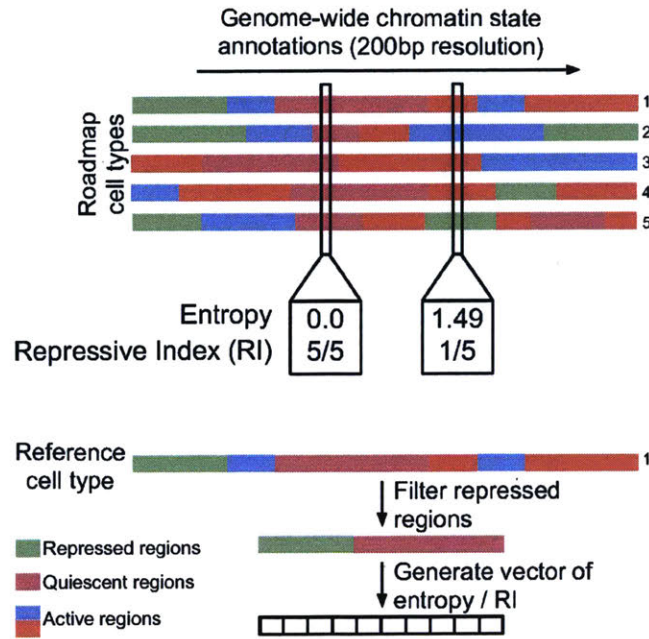 Genome-wide chromatin state
annotations (200bp resolution)
Roadmap
cell types
1
2
3
4
5
Entropy
0.0
1.49
Repressive Index (RI)
5/5
1/5
Reference
cell type
1
Filter repressed
regions
Repressed regions
Quiescent regions
Active regions
Generate vector of
entropy / RI